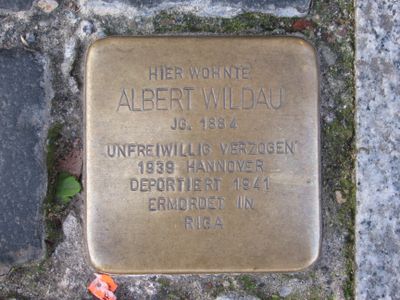 HIER WOHNTE
ALBERT WILDAU
JG. 1884
UNFREIWILLIG VERZOGEN
1939 HANNOVER
DEPORTIERT 1941
ERMORDET IN
RIGA